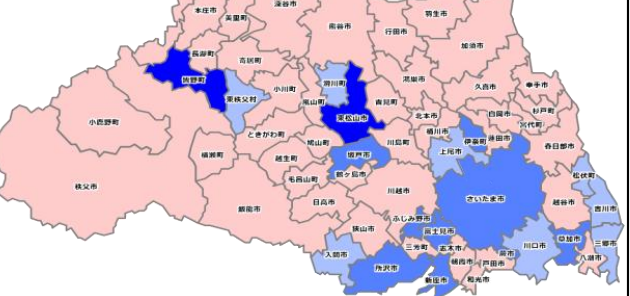 本庄市
美里町
深谷市
熊谷市
行田市
羽生市
加須市
長瀞町
皆野町
寄居町
東秩父村
小川町
滑川町
嵐山町
東松山市
吉見町
鴻巣市
久喜市
幸手市
杉戸町
宮代町
白岡市
北本市
桶川市
伊奈町
蓮田市
春日部市
小鹿野町
横瀬町
秩父市
ときがわ町
鳩山町
越生町
毛呂山町
坂戸市
鶴ヶ島市
川島町
上尾市
川越市
さいたま市
松伏町
越谷市
吉川市
飯能市
日高市
狭山市
ふじみ野市
富士見市
三芳町
志木市
入間市
所沢市
新座市
朝霞市
和光市
戸田市
蕨市
川口市
草加市
八潮市
三郷市